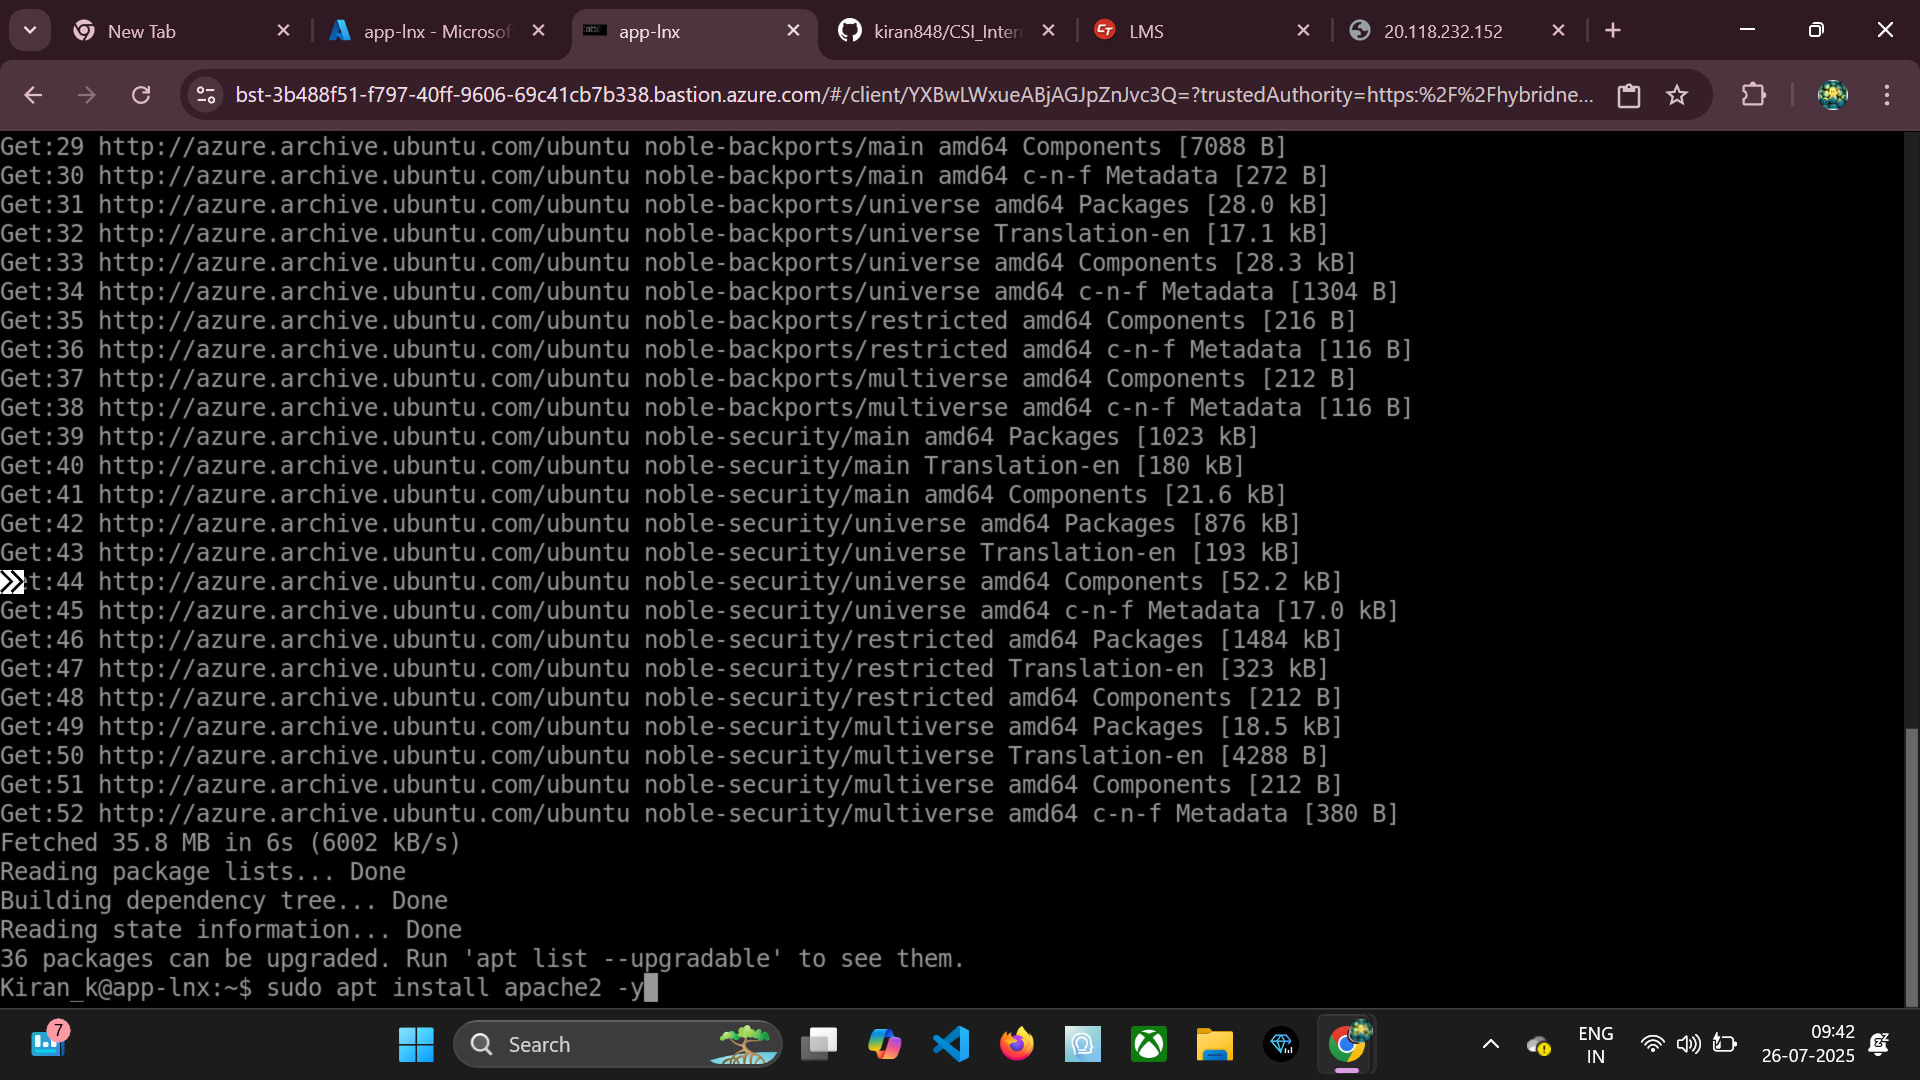 New Tab
app-lnx - Microsof
app-lnx
kiran848/CSI_Inter
LMS
20.118.232.152
bst-3b488f51-f797-40ff-9606-69c41cb7b338.bastion.azure.com/#/client/YXBwLWxueABjAGJpZnJvc3Q=?trustedAuthority=https:%2F%2Fhybridne...
Get:29 http://azure.archive.ubuntu.com/ubuntu noble-backports/main amd64 Components [7088 B]
Get:30 http://azure.archive.ubuntu.com/ubuntu noble-backports/main amd64 c-n-f Metadata [272 B]
Get:31 http://azure.archive.ubuntu.com/ubuntu noble-backports/universe amd64 Packages [28.0 kB]
Get:32 http://azure.archive.ubuntu.com/ubuntu noble-backports/universe Translation-en [17.1 kB]
Get:33 http://azure.archive.ubuntu.com/ubuntu noble-backports/universe amd64 Components [28.3 kB]
Get:34 http://azure.archive.ubuntu.com/ubuntu noble-backports/universe amd64 c-n-f Metadata [1304 B]
Get:35 http://azure.archive.ubuntu.com/ubuntu noble-backports/restricted amd64 Components [216 B]
Get:36 http://azure.archive.ubuntu.com/ubuntu noble-backports/restricted amd64 c-n-f Metadata [116 B]
Get:37 http://azure.archive.ubuntu.com/ubuntu noble-backports/multiverse amd64 Components [212 B]
Get:38 http://azure.archive.ubuntu.com/ubuntu noble-backports/multiverse amd64 c-n-f Metadata [116 B]
Get:39 http://azure.archive.ubuntu.com/ubuntu noble-security/main amd64 Packages [1023 kB]
Get:40 http://azure.archive.ubuntu.com/ubuntu noble-security/main Translation-en [180 kB]
Get:41 http://azure.archive.ubuntu.com/ubuntu noble-security/main amd64 Components [21.6 kB]
Get:42 http://azure.archive.ubuntu.com/ubuntu noble-security/universe amd64 Packages [876 kB]
Get:43 http://azure.archive.ubuntu.com/ubuntu noble-security/universe Translation-en [193 kB]
t:44 http://azure.archive.ubuntu.com/ubuntu noble-security/universe amd64 Components [52.2 kB]
Get:45 http://azure.archive.ubuntu.com/ubuntu noble-security/universe amd64 c-n-f Metadata [17.0 kB]
Get:46 http://azure.archive.ubuntu.com/ubuntu noble-security/restricted amd64 Packages [1484 kB]
Get:47 http://azure.archive.ubuntu.com/ubuntu noble-security/restricted Translation-en [323 kB]
Get:48 http://azure.archive.ubuntu.com/ubuntu noble-security/restricted amd64 Components [212 B]
Get:49 http://azure.archive.ubuntu.com/ubuntu noble-security/multiverse amd64 Packages [18.5 kB]
Get:50 http://azure.archive.ubuntu.com/ubuntu noble-security/multiverse Translation-en [4288 B]
Get:51 http://azure.archive.ubuntu.com/ubuntu noble-security/multiverse amd64 Components [212 B]
Get:52 http://azure.archive.ubuntu.com/ubuntu noble-security/multiverse amd64 c-n-f Metadata [380 B]
Fetched 35.8 MB in 6s (6002 kB/s)
Reading package lists... Done
Building dependency tree... Done
Reading state information... Done
36 packages can be upgraded. Run 'apt list --upgradable' to see them.
Kiran_k@app-lnx:~$ sudo apt install apache2 -y
7
Search
ENG
IN
09:42
26-07-2025